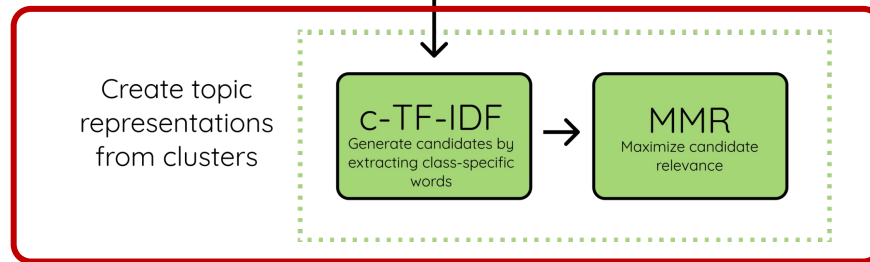 Create topic
representations
from clusters
c-TF-IDF
Generate candidates by
extracting class-specific
words
MMR
Maximize candidate
relevance